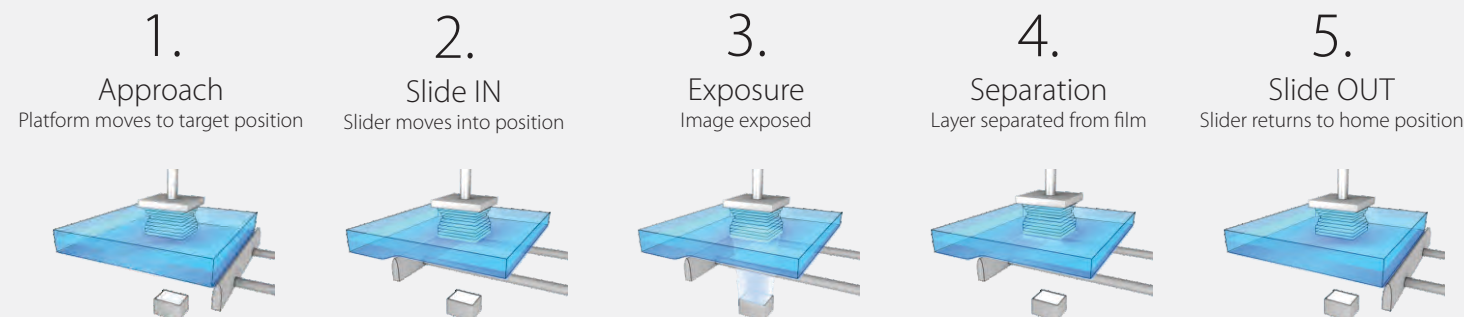 1.
Approach
Platform moves to target position
2.
Slide IN
Slider moves into position
3.
Exposure
Image exposed
4.
Separation
Layer separated from film
5.
Slide OUT
Slider returns to home position